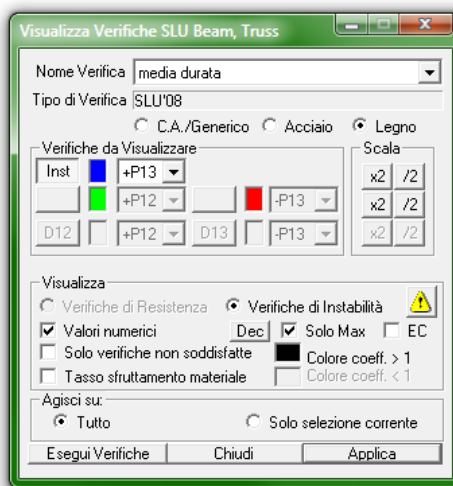 Visualizza Verifiche SLU Beam, Truss
Nome Verifica media durata
Tipo di Verifica SLU'08
C.A./Generico Acciaio Legno
Verifiche da Visualizzare Scala
Inst +P13 x2 /2
+P12 -P13 x2 /2
D12 +P12 D13 -P13 x2 /2
Visualizza
Verifiche di Resistenza Verifiche di Instabilità
Valori numerici Dec Solo Max EC
Solo verifiche non soddisfatte Colore coeff. > 1
Tasso sfruttamento materiale Colore coeff. < 1
Agisci su:
Tutto Solo selezione corrente
Esegui Verifiche Chiudi Applica